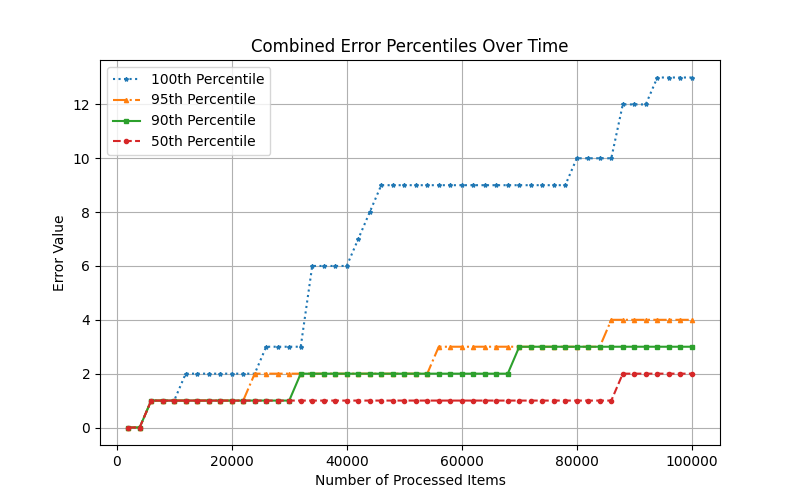 Combined Error Percentiles Over Time
100th Percentile
95th Percentile
90th Percentile
50th Percentile
Error Value
12
10
8
6
4
2
0
0 20000 40000 60000 80000 100000
Number of Processed Items